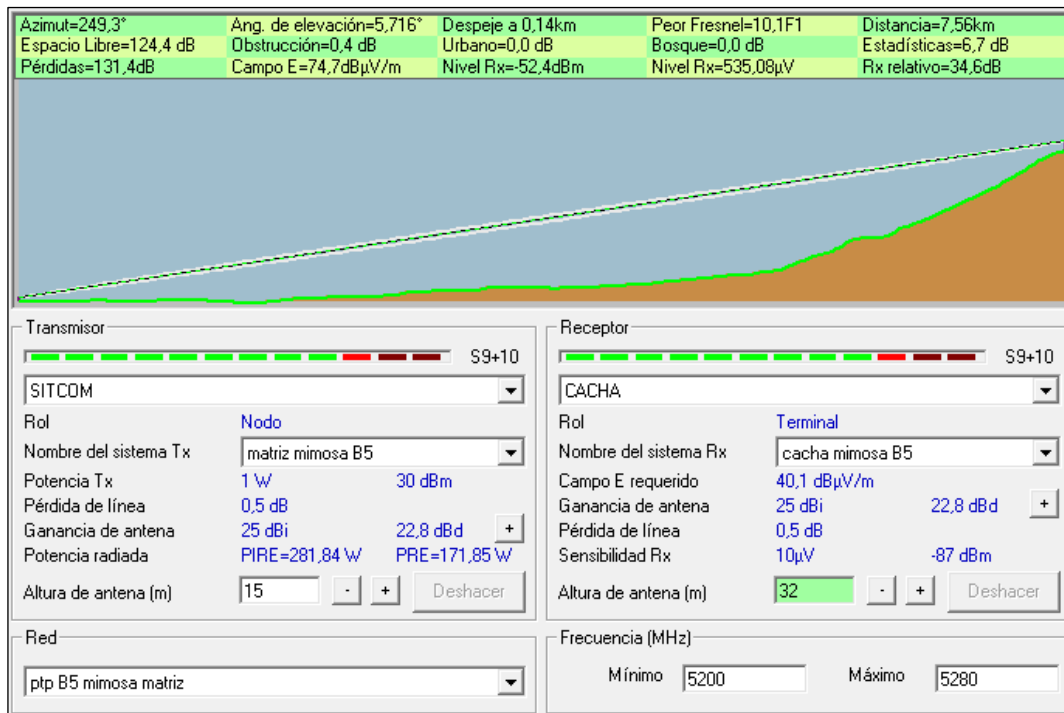 Azimut=249,3° Ang. de elevación=5,716° Despeje a 0,14km Peor Fresnel=10,1F1 Distancia=7,56km
Espacio Libre=124,4 dB Obstrucción=0,4 dB Urbano=0,0 dB Bosque=0,0 dB Estadísticas=6,7 dB
Pérdidas=131,4dB Campo E=74,7dBµV/m Nivel Rx=-52,4dBm Nivel Rx=535,08µV Rx relativo=34,6dB
Transmisor
S9+10
SITCOM
Rol Nodo
Nombre del sistema Tx matriz mimosa B5
Potencia Tx 1 W 30 dBm
Pérdida de línea 0,5 dB
Ganancia de antena 25 dBi 22,8 dBd +
Potencia radiada PIRE=281,84 W PRE=171,85 W
Altura de antena (m) 15 - + Deshacer
Receptor
S9+10
CACHA
Rol Terminal
Nombre del sistema Rx cacha mimosa B5
Campo E requerido 40,1 dBµV/m
Ganancia de antena 25 dBi 22,8 dBd +
Pérdida de línea 0,5 dB
Sensibilidad Rx 10µV -87 dBm
Altura de antena (m) 32 - + Deshacer
Red
ptp B5 mimosa matriz
Frecuencia (MHz)
Mínimo 5200 Máximo 5280